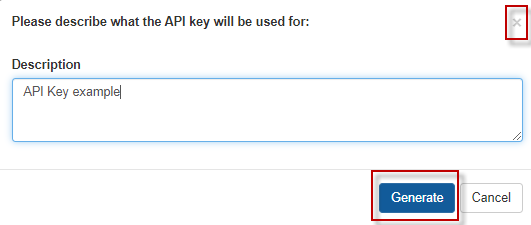 Please describe what the API key will be used for:
×
Description
API Key example
Generate
Cancel